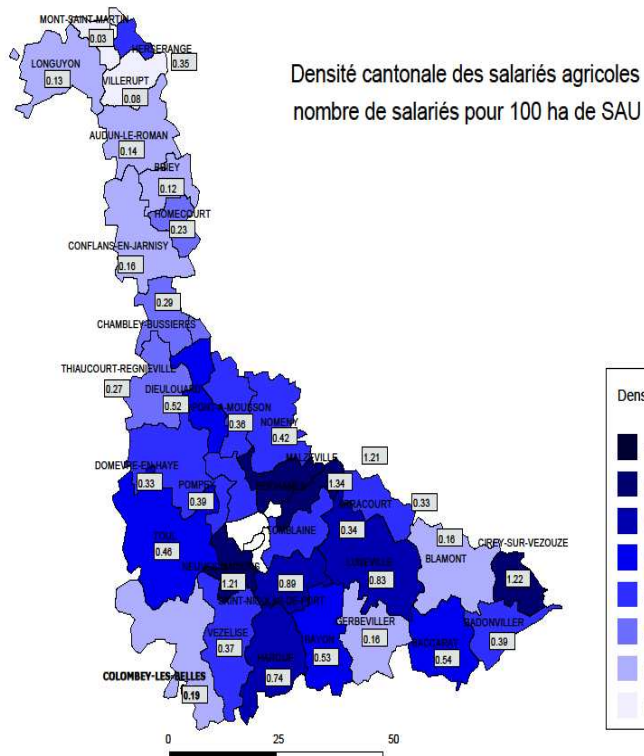 Densité cantonale des salariés agricoles
nombre de salariés pour 100 ha de SAU
MONT-SAINT-MARTIN
0.03
HERSERANGE
0.35
LONGUYON
0.13
VILLERUPT
0.08
AUDUN-LE-ROMAN
0.14
BRIEY
0.12
HOMECOURT
0.23
CONFLANS-EN-JARNISY
0.16
0.29
CHAMBLEY-BUSSIERES
THIAUCOURT-REGNIEVILLE
0.27
DIEULOUARD
0.52
PONT-A-MOUSSON
0.36
NOMENY
0.42
Dens
MALZEVILLE
1.21
1.34
DOMEVRE-EN-HAYE
0.33
POMPEY
0.39
ARRACOURT
0.33
TOMBLAINE
0.34
0.16
BLAMONT
CIREY-SUR-VEZOUZE
1.22
TOUL
0.46
1.21
0.89
LUNEVILLE
0.83
SAINT-NICOLAS-DE-PORT
GERBEVILLER
0.16
BADONVILLER
0.39
VEZELISE
0.37
BAYON
0.53
BACCARAT
0.54
HAROUE
0.74
COLOMBEY-LES-BELLES
0.19
0 25 50